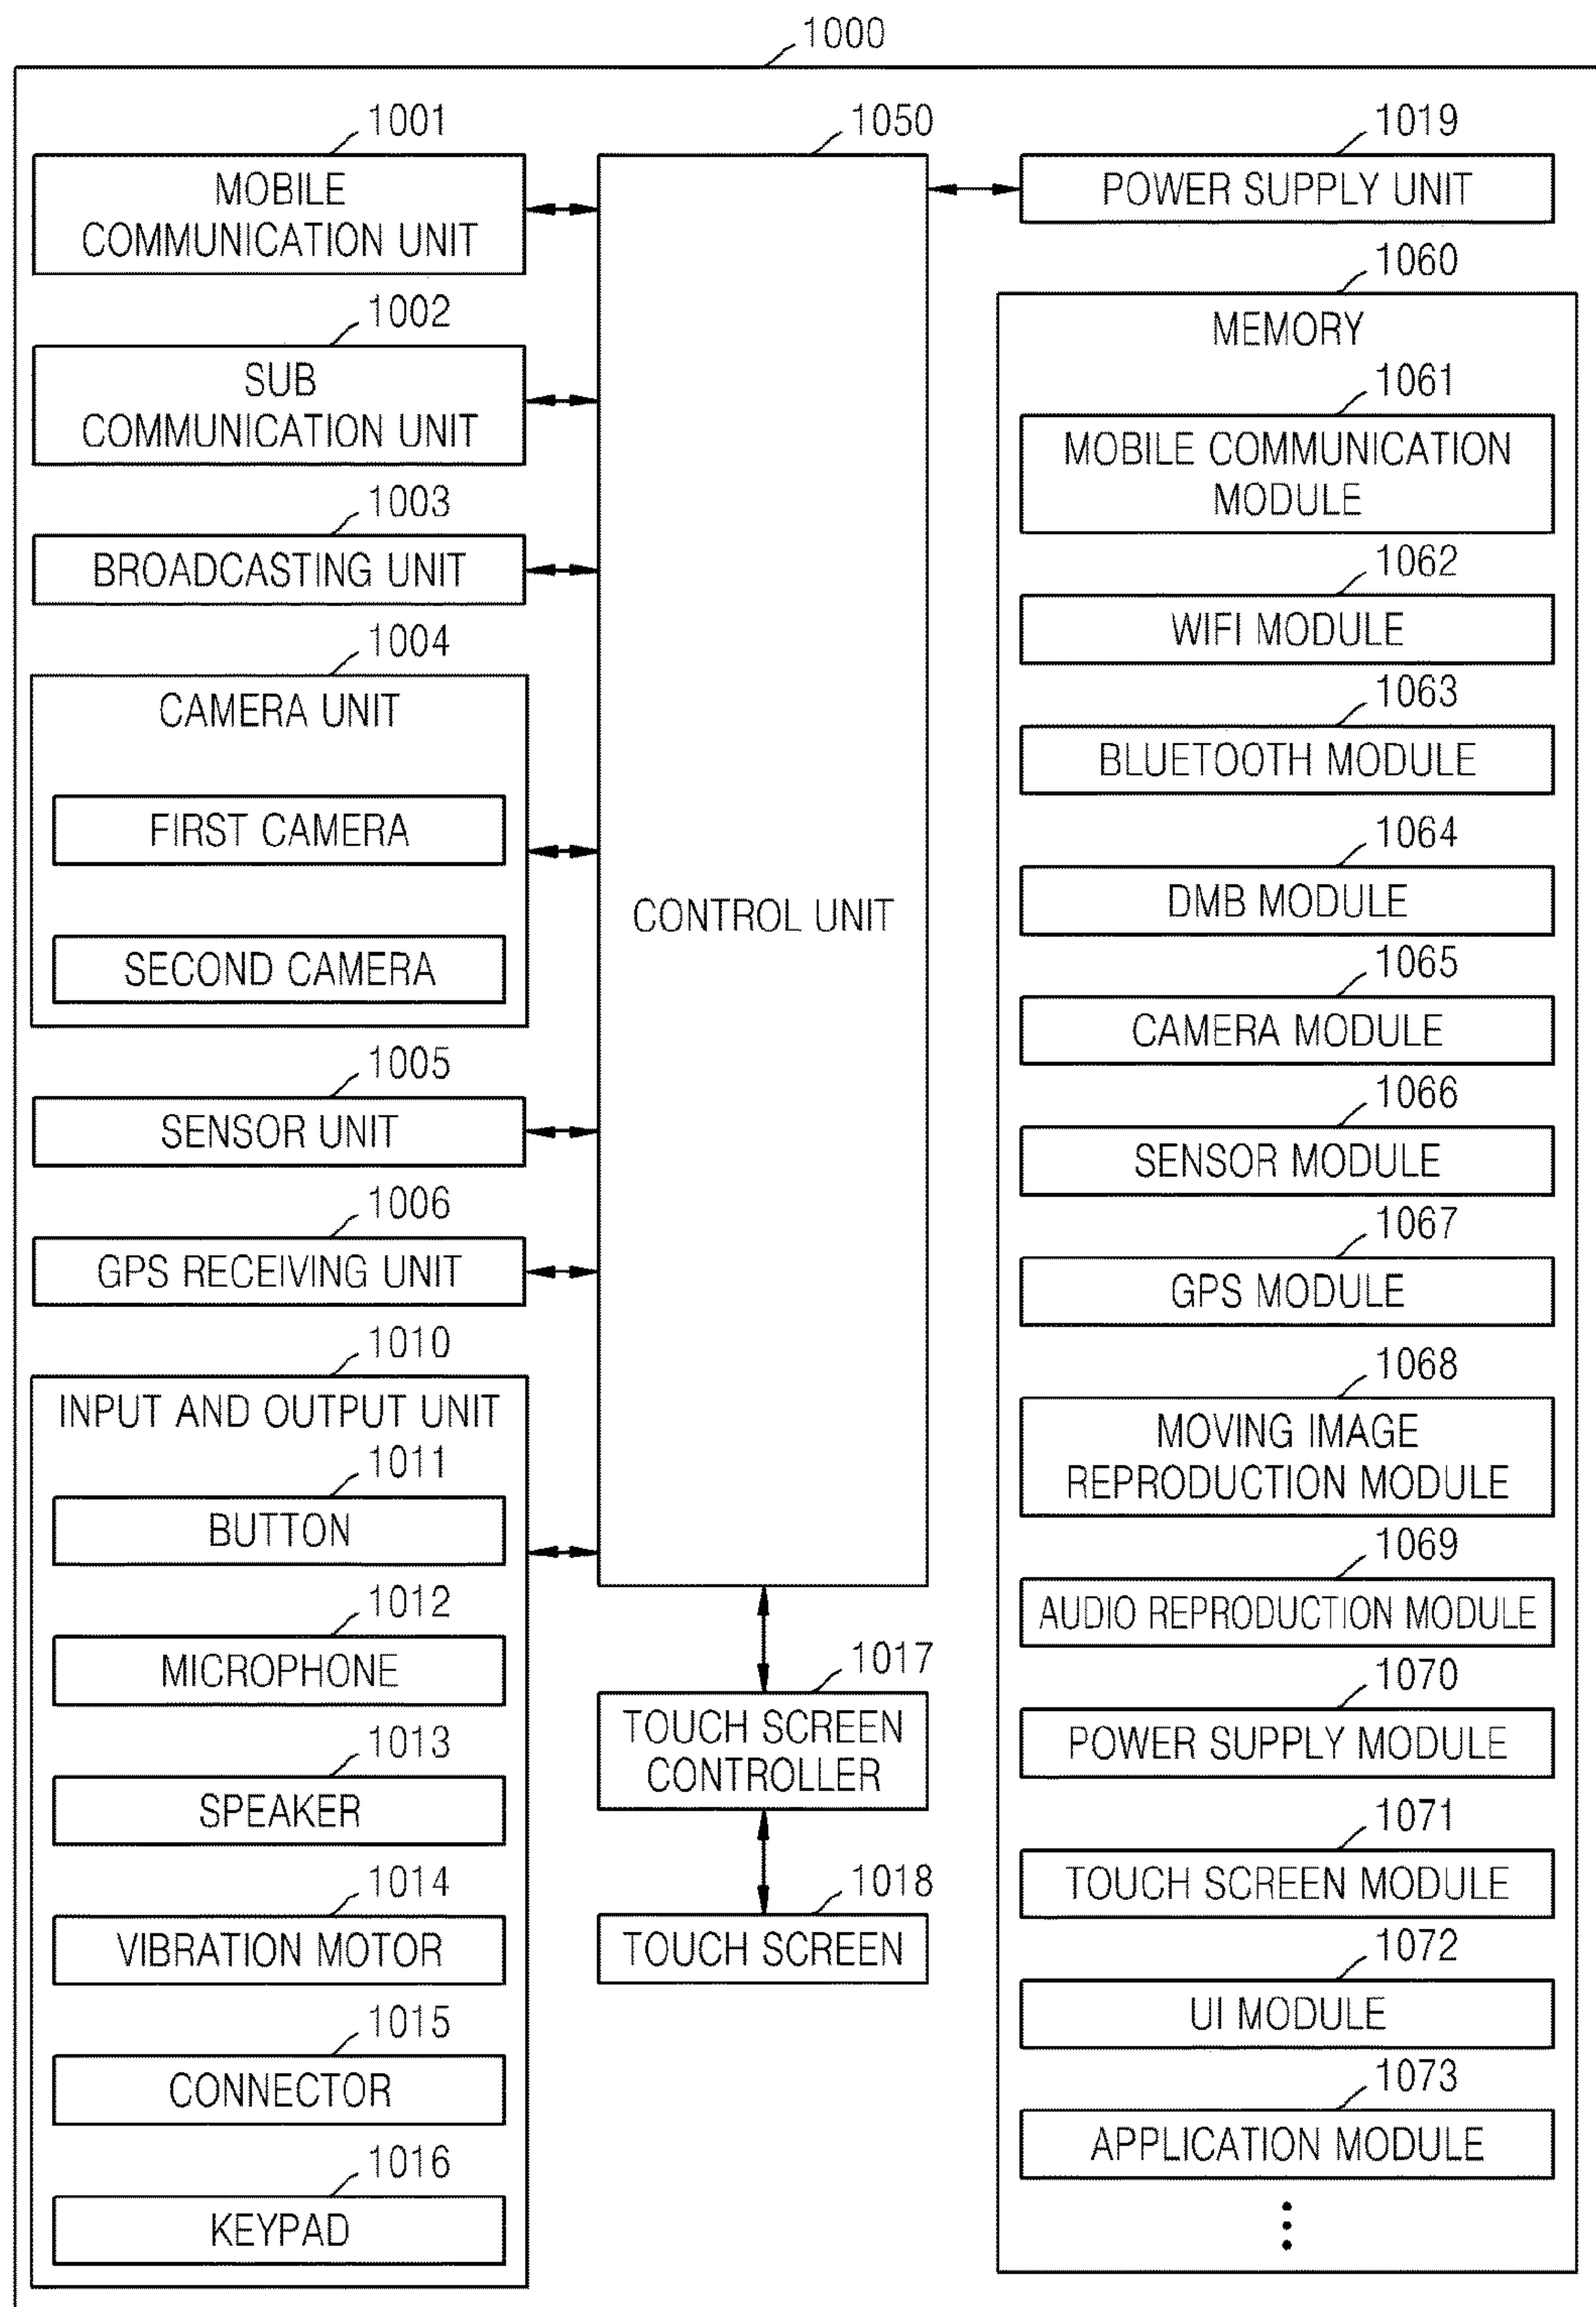 1000
1001
MOBILE
COMMUNICATION UNIT
1002
SUB
COMMUNICATION UNIT
1003
BROADCASTING UNIT
1004
CAMERA UNIT
FIRST CAMERA
SECOND CAMERA
1005
SENSOR UNIT
1006
GPS RECEIVING UNIT
1010
INPUT AND OUTPUT UNIT
1011
BUTTON
1012
MICROPHONE
1013
SPEAKER
1014
VIBRATION MOTOR
1015
CONNECTOR
1016
KEYPAD
1050
CONTROL UNIT
1017
TOUCH SCREEN
CONTROLLER
1018
TOUCH SCREEN
1019
POWER SUPPLY UNIT
1060
MEMORY
1061
MOBILE COMMUNICATION
MODULE
1062
WIFI MODULE
1063
BLUETOOTH MODULE
1064
DMB MODULE
1065
CAMERA MODULE
1066
SENSOR MODULE
1067
GPS MODULE
1068
MOVING IMAGE
REPRODUCTION MODULE
1069
AUDIO REPRODUCTION MODULE
1070
POWER SUPPLY MODULE
1071
TOUCH SCREEN MODULE
1072
UI MODULE
1073
APPLICATION MODULE